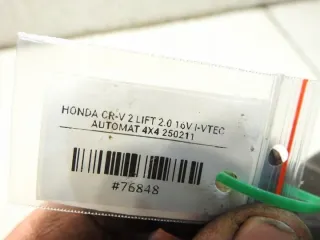 HONDA CR-V 2 LIFT 2.0 16V I-VTEC
AUTOMAT 4X4 250211
#76848